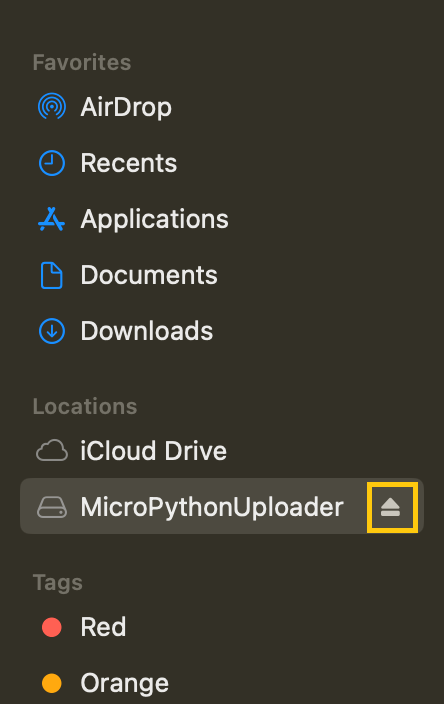 Favorites
AirDrop
Recents
Applications
Documents
Downloads
Locations
iCloud Drive
MicroPythonUploader
Tags
Red
Orange